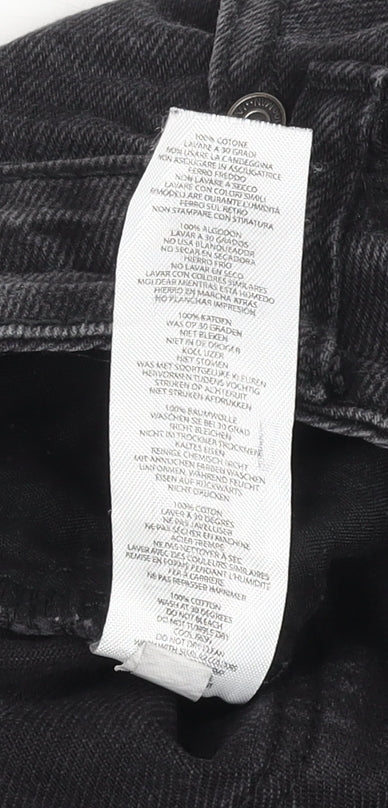 100% COTONE
LAVARE A 30 GRADI
NON USARE LA CANDEGGINA
NON ASCIUGARE IN ASCIUGATRICE
FERRO FREDDO
NON LAVARE A SECCO
LAVARE CON COLORI SIMILI
RIMODELLARE DURANTE L'UMIDITÀ
FERRO SUL RETRO
NON STAMPARE CON STIRATURA
100% ALGODON
LAVAR A 30 GRADOS
NO USA BLANQUEADOR
NO SECAR EN SECADORA
HIERRO FRIO
NO LAVAR EN SECO
LAVAR CON COLORES SIMILARES
MOLDEAR MIENTRAS ESTÁ HÚMEDO
HIERRO EN MARCHA ATRÁS
NO PLANCHAR IMPRESIÓN
100% KATOEN
WAS OP 30 GRADEN
NIET BLEKEN
NIET IN DE DROGER
KOEL IJZER
NIET STOMEN
WAS MET SOORTGELIJKE KLEUREN
HERVORMEN TIJDENS VOCHTIG
STRIJKEN OP ACHTERUIT
NIET STRIJKEN AFDRUKKEN
100% BAUMWOLLE
WASCHEN SIE BEI 30 GRAD
NICHT BLEICHEN
NICHT IN TROCKNER TROCKNEN
KALTES EISEN
REINIGE CHEMISCH NICHT
MIT ÄHNLICHEN FARBEN WASCHEN
UMFORMEN, WÄHREND FEUCHT
EISEN AUF RÜCKWÄRTS
NICHT DRÜCKEN
100% COTON
LAVER À 30 DEGRÉS
NE PAS JAVELLISER
NE PAS SÉCHER EN MACHINE
ACIER TREMPE
NE PAS NETTOYER À SEC
LAVER AVEC DES COULEURS SIMILAIRES
REMISE EN FORME PENDANT L'HUMIDITÉ
FER À L'ARRIÈRE
NE PAS REPASSER IMPRIMER
100% COTTON
WASH AT 30 DEGREES
DO NOT BLEACH
DO NOT TUMBLE DRY
COOL IRON
DO NOT DRY CLEAN
WASH WITH SIMILAR COLOURS